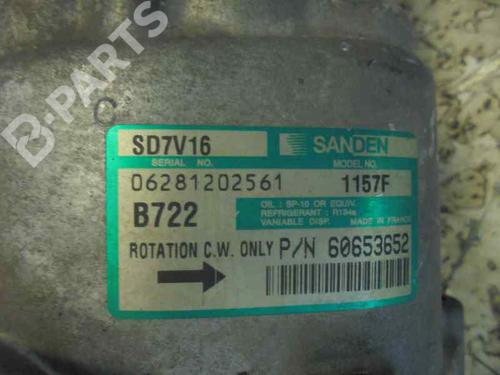 B-PARTS
C
SD7V16 SANDEN
SERIAL NO. MODEL NO.
06281202561 1157F
B722
OIL : SP-10 OR EQUIV.
REFRIGERANT : R134a
VARIABLE DISP. MADE IN FRANCE
ROTATION C.W. ONLY P/N 60653652